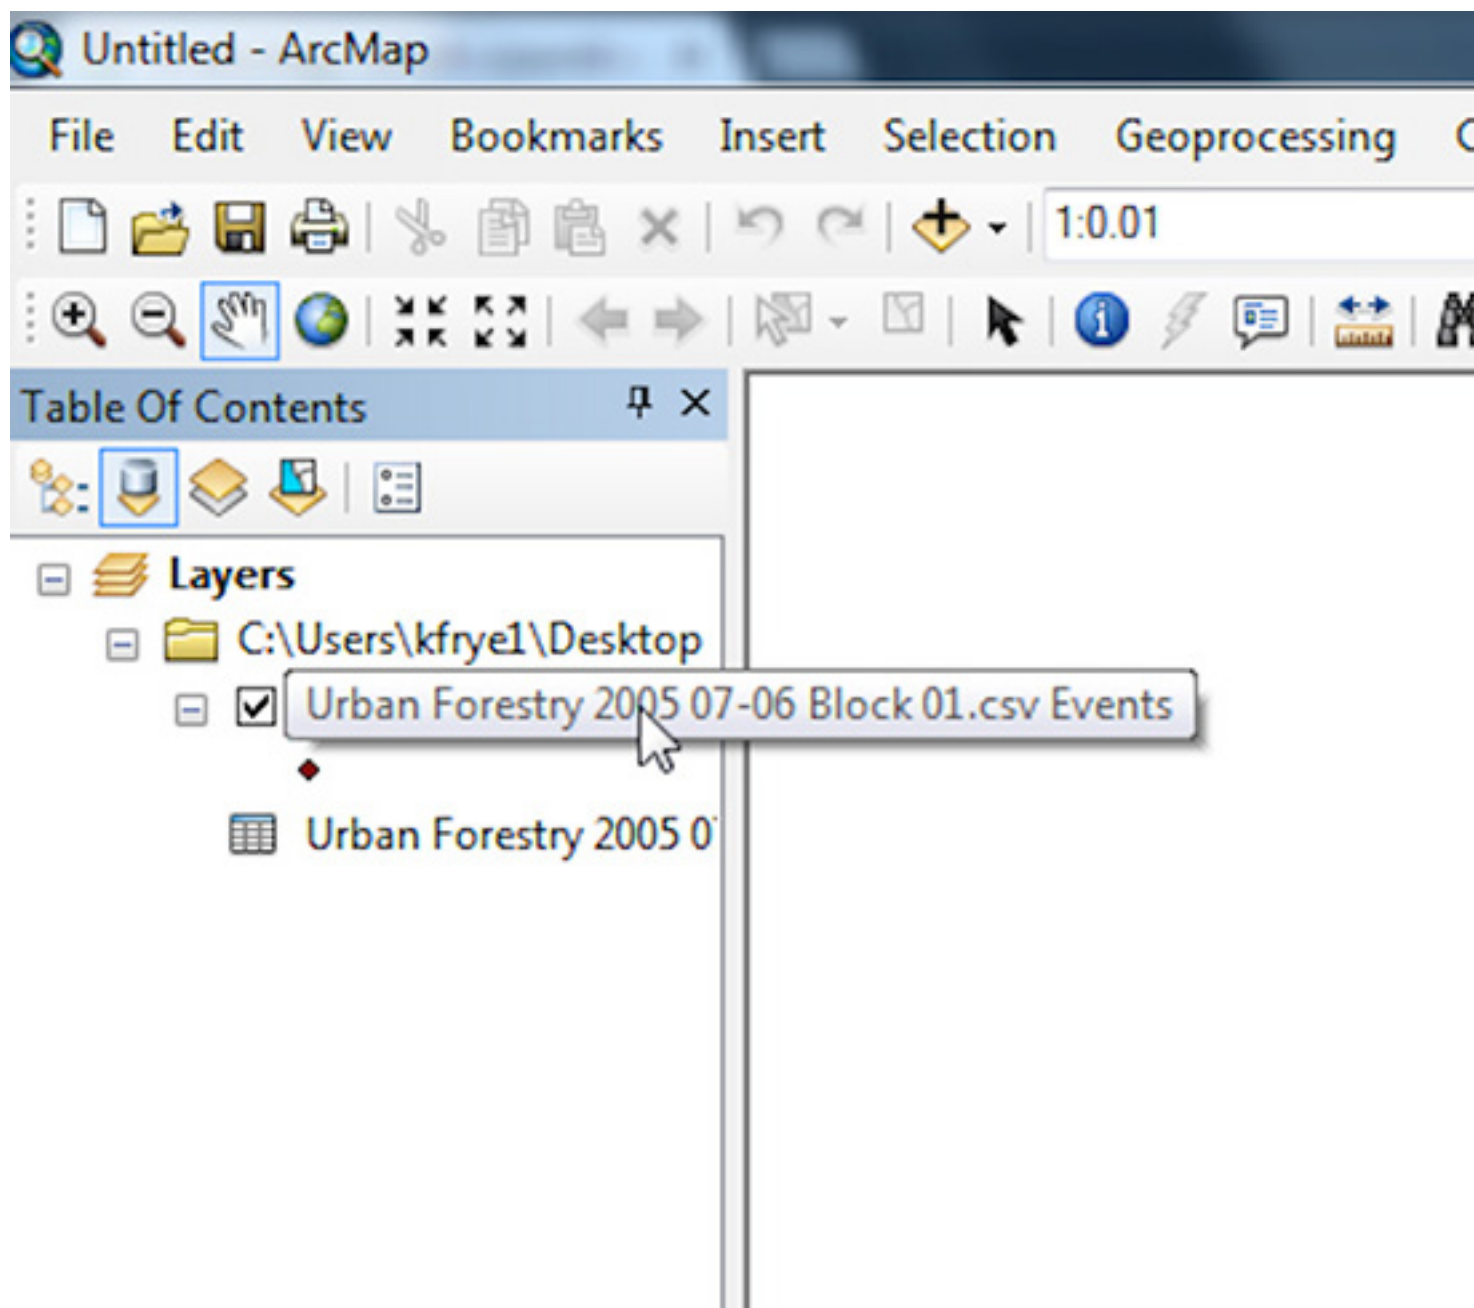 Untitled - ArcMap
File Edit View Bookmarks Insert Selection Geoprocessing
1:0.01
Table Of Contents
Layers
C:\Users\kfrye1\Desktop
Urban Forestry 2005 07-06 Block 01.csv Events
Urban Forestry 2005 0